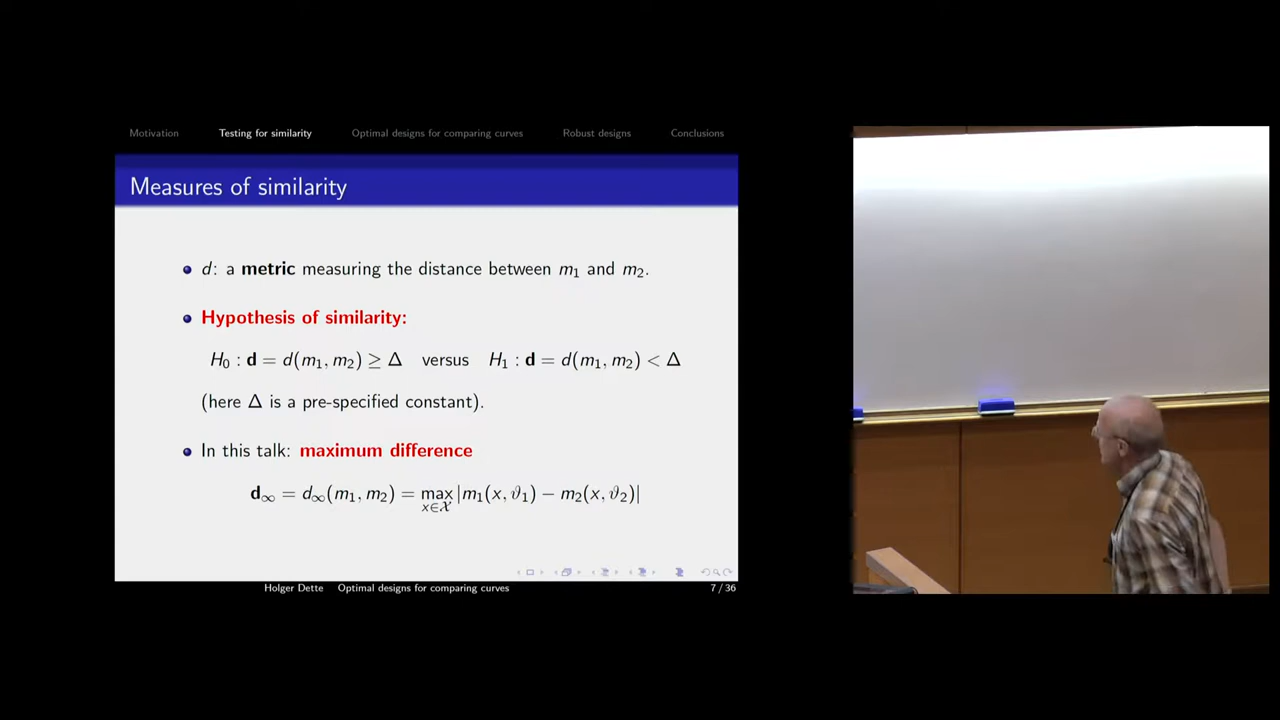 Motivation Testing for similarity Optimal designs for comparing curves Robust designs Conclusions
Measures of similarity
d: a metric measuring the distance between m₁ and m₂.
Hypothesis of similarity:
H₀ : d = d(m₁, m₂) ≥ Δ versus H₁ : d = d(m₁, m₂) < Δ
(here Δ is a pre-specified constant).
In this talk: maximum difference
d∞ = d∞(m₁, m₂) = max |m₁(x, ϑ₁) − m₂(x, ϑ₂)|
x∈𝒳
Holger Dette Optimal designs for comparing curves 7 / 36